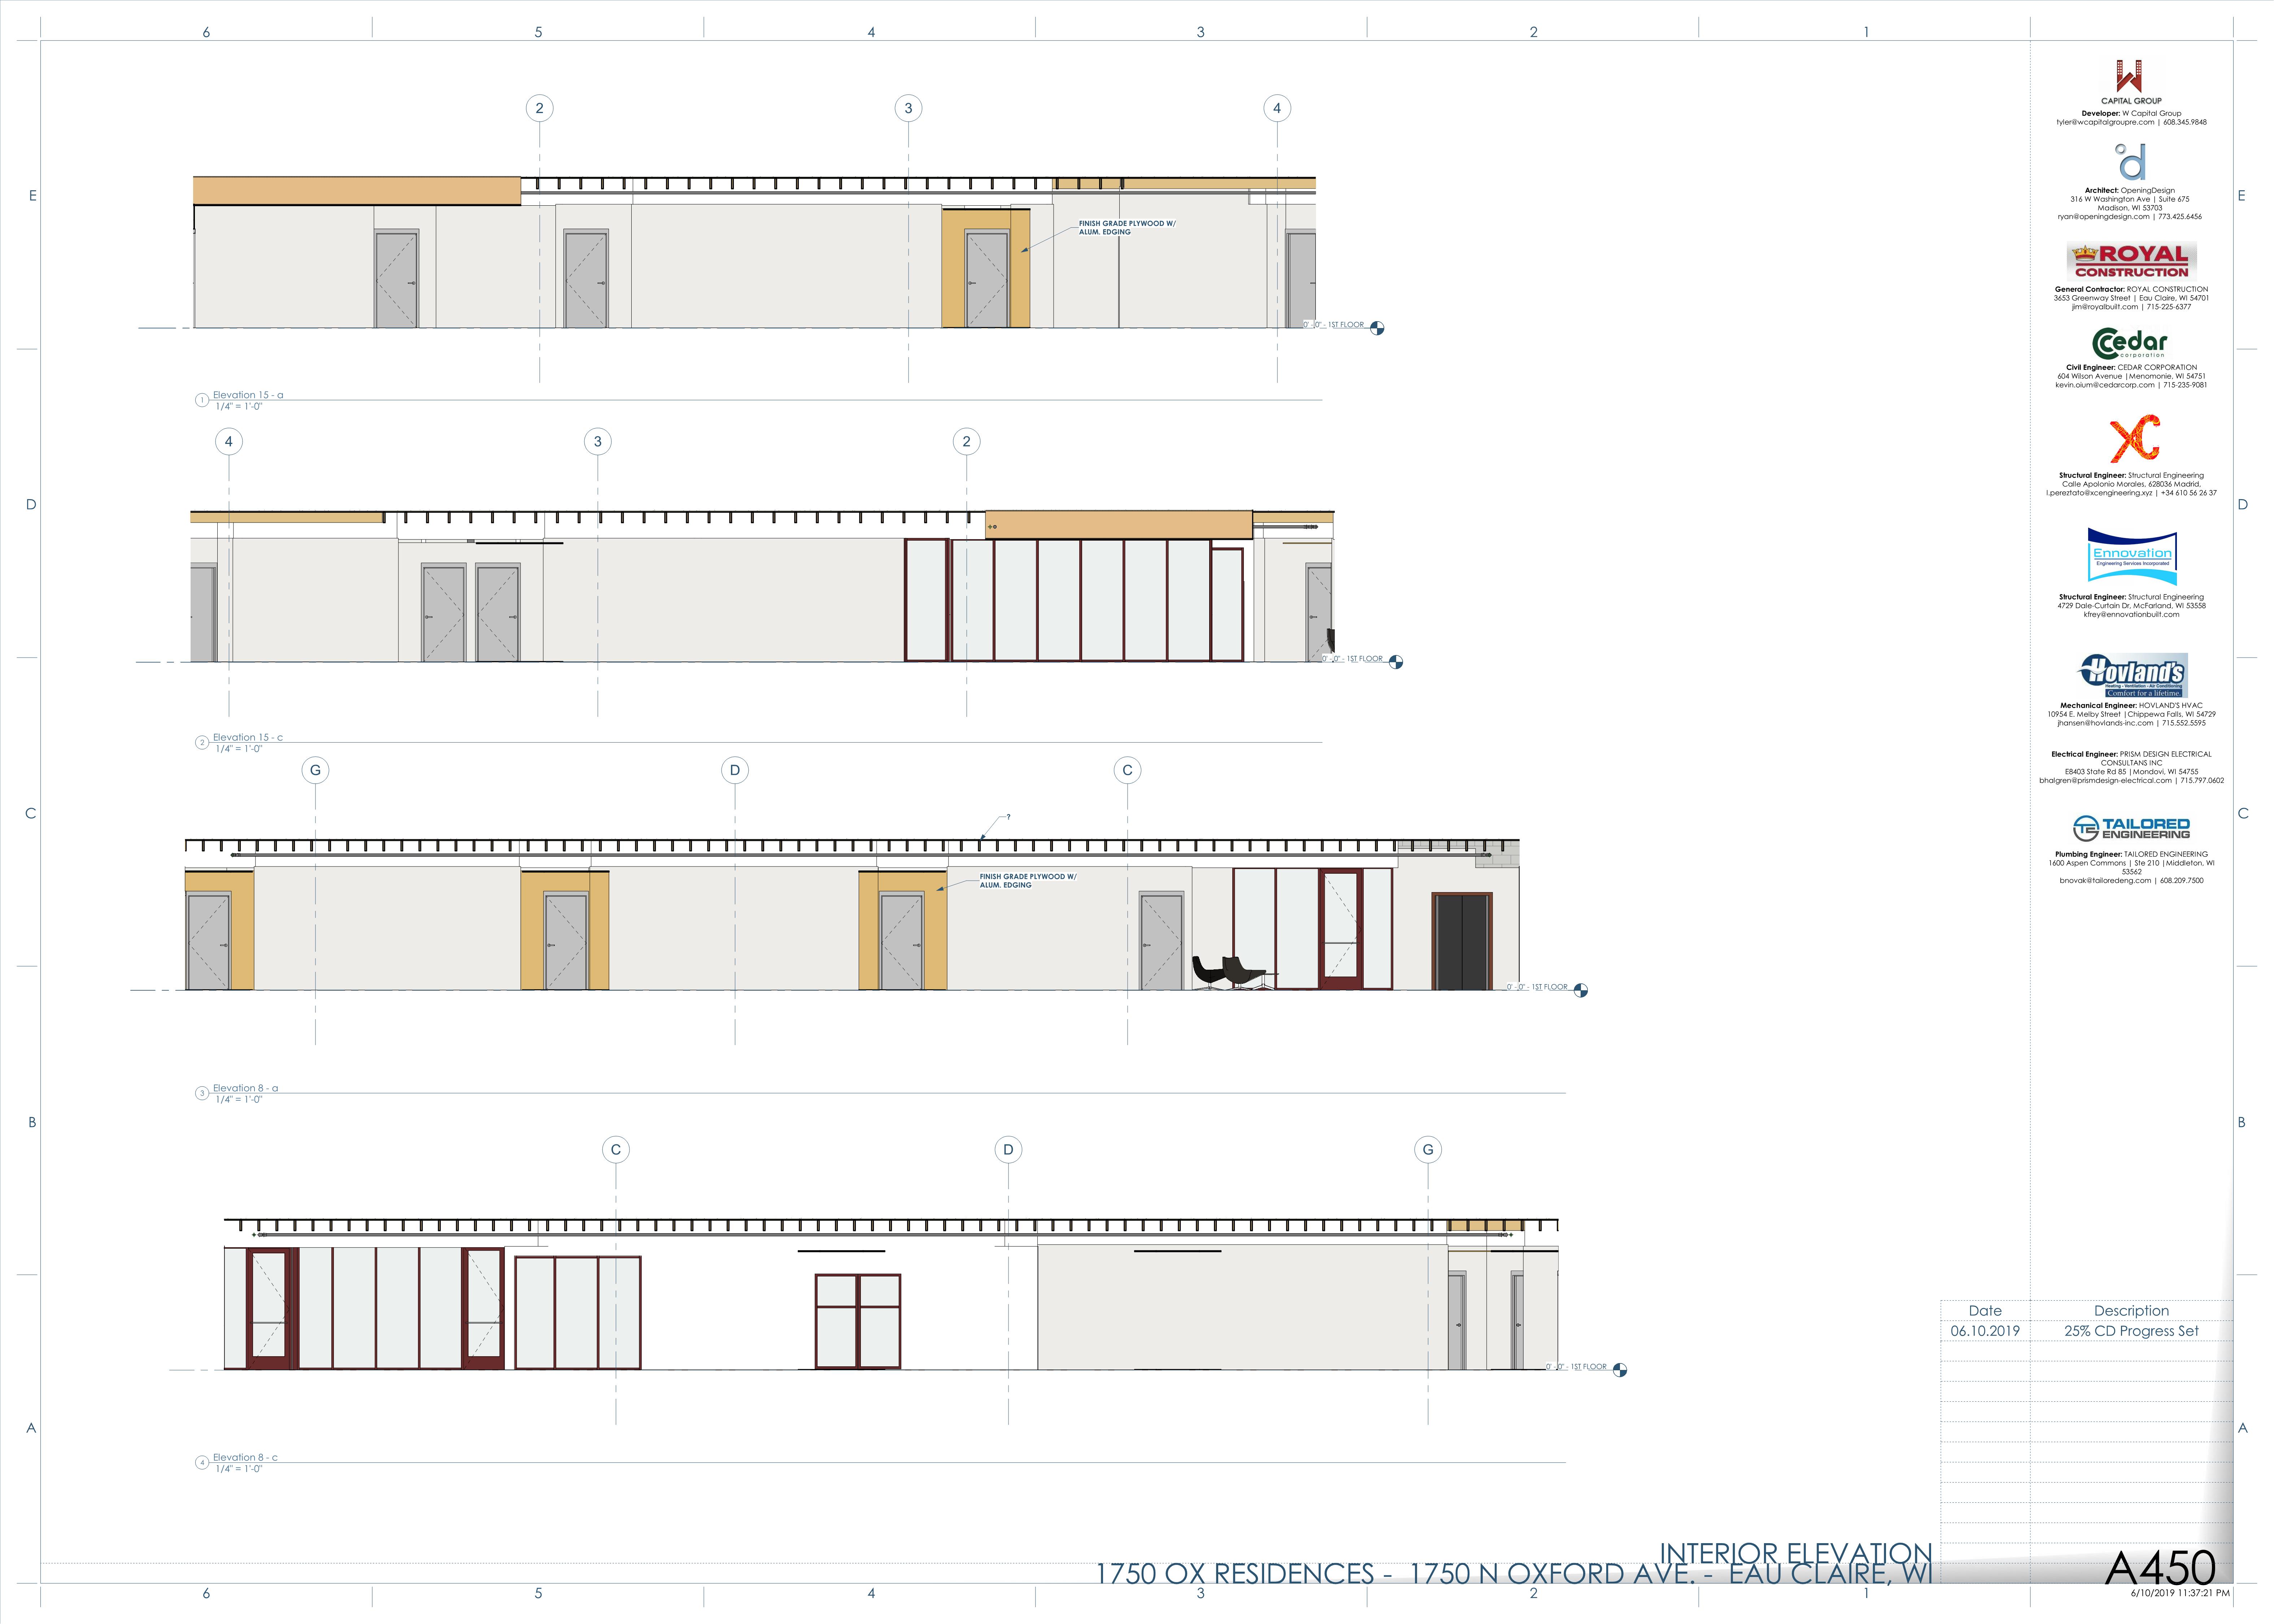 6 5 4 3 2 1
E
D
C
B
A
2 3 4
FINISH GRADE PLYWOOD W/
ALUM. EDGING
0' - 0" - 1ST FLOOR
1 Elevation 15 - a
1/4" = 1'-0"
4 3 2
0' - 0" - 1ST FLOOR
2 Elevation 15 - c
1/4" = 1'-0"
G D C
?
FINISH GRADE PLYWOOD W/
ALUM. EDGING
0' - 0" - 1ST FLOOR
3 Elevation 8 - a
1/4" = 1'-0"
C D G
0' - 0" - 1ST FLOOR
4 Elevation 8 - c
1/4" = 1'-0"
W
CAPITAL GROUP
Developer: W Capital Group
tyler@wcapitalgroupre.com | 608.345.9848
d
Architect: OpeningDesign
316 W Washington Ave | Suite 675
Madison, WI 53703
ryan@openingdesign.com | 773.425.6456
ROYAL
CONSTRUCTION
General Contractor: ROYAL CONSTRUCTION
3653 Greenway Street | Eau Claire, WI 54701
jim@royalbuilt.com | 715-225-6377
Cedar
corporation
Civil Engineer: CEDAR CORPORATION
604 Wilson Avenue |Menomonie, WI 54751
kevin.oium@cedarcorp.com | 715-235-9081
XC
Structural Engineer: Structural Engineering
Calle Apolonio Morales, 628036 Madrid,
l.pereztato@xcengineering.xyz | +34 610 56 26 37
Ennovation
Engineering Services Incorporated
Structural Engineer: Structural Engineering
4729 Dale-Curtain Dr, McFarland, WI 53558
kfrey@ennovationbuilt.com
Hovland's
Heating - Ventilation - Air Conditioning
Comfort for a lifetime.
Mechanical Engineer: HOVLAND'S HVAC
10954 E. Melby Street |Chippewa Falls, WI 54729
jhansen@hovlands-inc.com | 715.552.5595
Electrical Engineer: PRISM DESIGN ELECTRICAL
CONSULTANS INC
E8403 State Rd 85 |Mondovi, WI 54755
bhalgren@prismdesign-electrical.com | 715.797.0602
TE TAILORED
ENGINEERING
Plumbing Engineer: TAILORED ENGINEERING
1600 Aspen Commons | Ste 210 |Middleton, WI
53562
bnovak@tailoredeng.com | 608.209.7500
E
D
C
B
A
Date Description
06.10.2019 25% CD Progress Set
INTERIOR ELEVATION
1750 OX RESIDENCES - 1750 N OXFORD AVE. - EAU CLAIRE, WI
A450
6/10/2019 11:37:21 PM
6 5 4 3 2 1